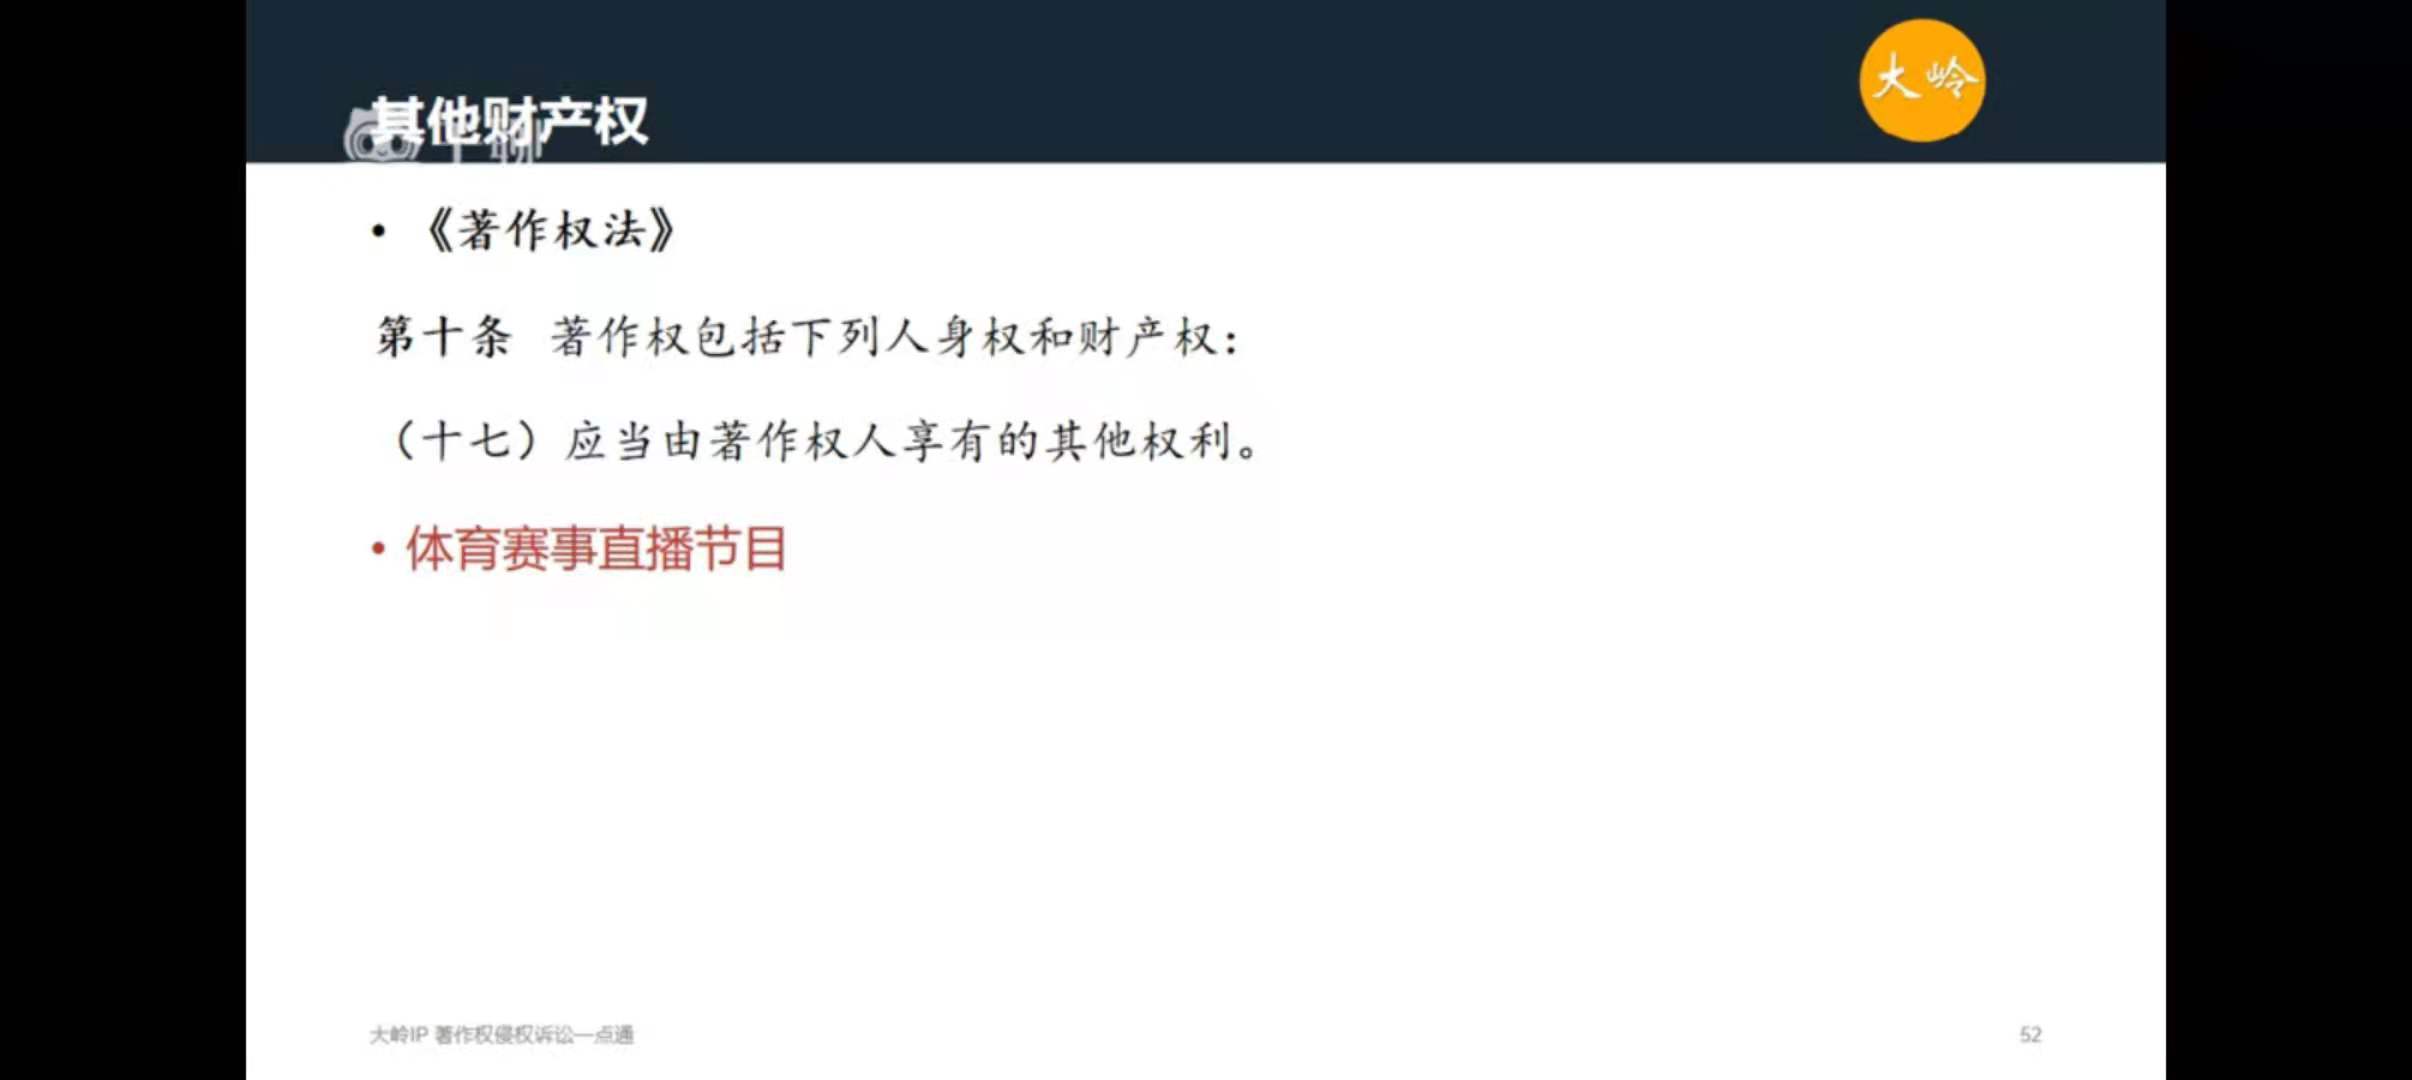 大岭
其他财产权
• 《著作权法》
第十条 著作权包括下列人身权和财产权：
（十七）应当由著作权人享有的其他权利。
• 体育赛事直播节目
大岭IP 著作权侵权诉讼一点通
52